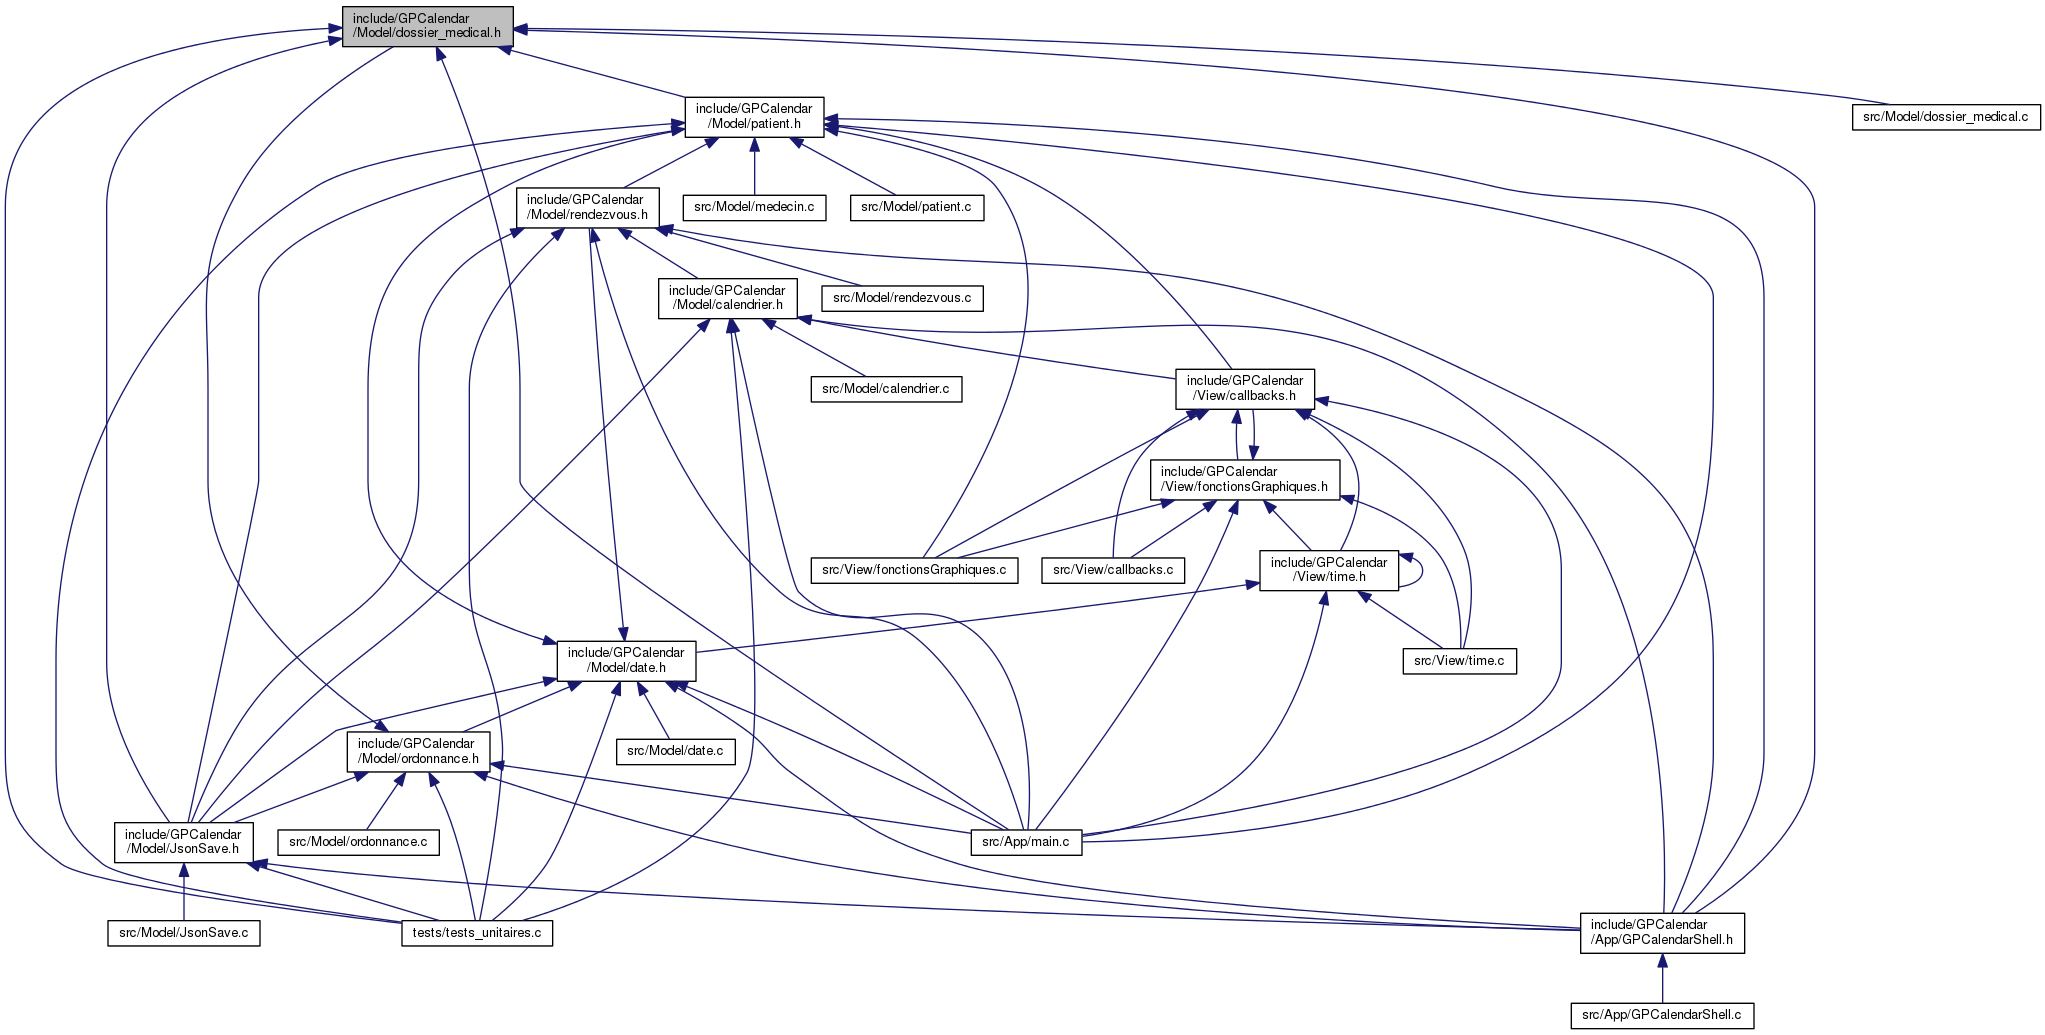 include/GPCalendar
/Model/dossier_medical.h
include/GPCalendar
/Model/patient.h
src/Model/dossier_medical.c
include/GPCalendar
/Model/rendezvous.h
src/Model/medecin.c
src/Model/patient.c
include/GPCalendar
/Model/calendrier.h
src/Model/rendezvous.c
include/GPCalendar
/View/callbacks.h
src/Model/calendrier.c
include/GPCalendar
/View/fonctionsGraphiques.h
src/View/fonctionsGraphiques.c
src/View/callbacks.c
include/GPCalendar
/View/time.h
include/GPCalendar
/Model/date.h
src/View/time.c
include/GPCalendar
/Model/ordonnance.h
src/Model/date.c
include/GPCalendar
/Model/JsonSave.h
src/Model/ordonnance.c
src/App/main.c
src/Model/JsonSave.c
tests/tests_unitaires.c
include/GPCalendar
/App/GPCalendarShell.h
src/App/GPCalendarShell.c